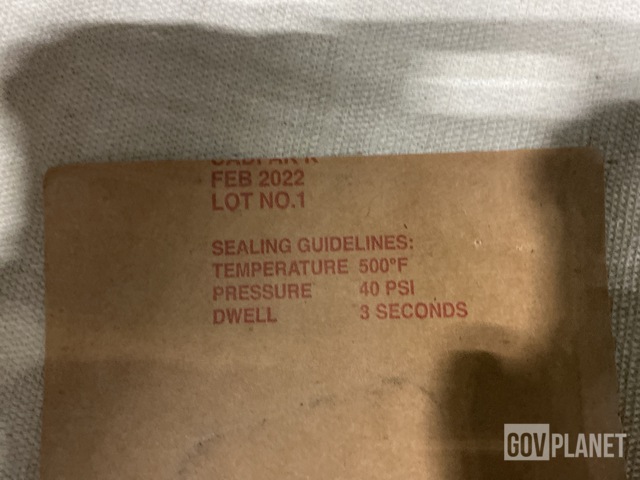 FEB 2022
LOT NO.1
SEALING GUIDELINES:
TEMPERATURE 500°F
PRESSURE 40 PSI
DWELL 3 SECONDS
GOVPLANET